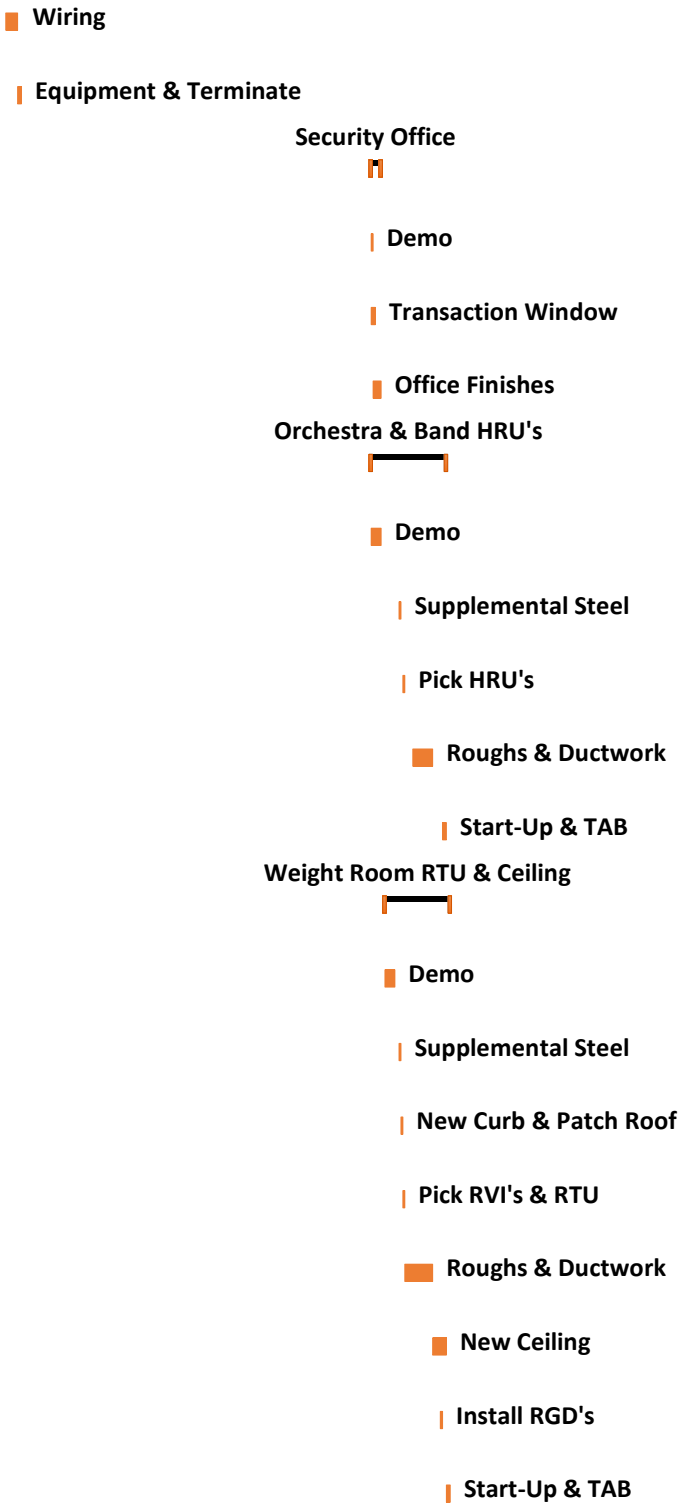 Wiring
Equipment & Terminate
Security Office
Demo
Transaction Window
Office Finishes
Orchestra & Band HRU's
Demo
Supplemental Steel
Pick HRU's
Roughs & Ductwork
Start-Up & TAB
Weight Room RTU & Ceiling
Demo
Supplemental Steel
New Curb & Patch Roof
Pick RVI's & RTU
Roughs & Ductwork
New Ceiling
Install RGD's
Start-Up & TAB